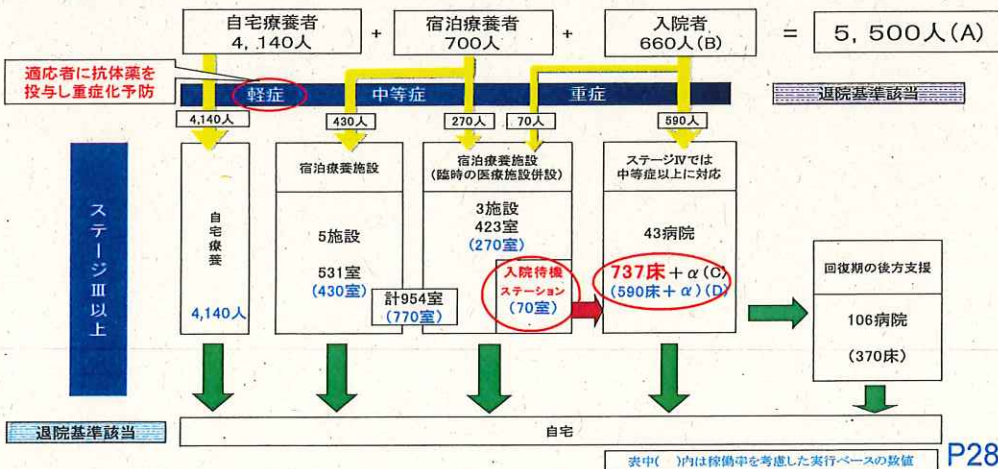 自宅療養者
4，140人
+
宿泊療養者
700人
+
入院者
660人(B)
=
5，500人(A)
適応者に抗体薬を
投与し重症化予防
軽症
中等症
重症
退院基準該当
4,140人
430人
270人
70人
590人
ステージⅢ以上
自宅療養
4,140人
宿泊療養施設
5施設
531室
(430室)
計954室
(770室)
宿泊療養施設
(臨時の医療施設併設)
3施設
423室
(270室)
入院待機
ステーション
(70室)
ステージⅣでは
中等症以上に対応
43病院
737床＋α(C)
(590床＋α)(D)
回復期の後方支援
106病院
(370床)
退院基準該当
自宅
表中(　)内は稼働率を考慮した実行ベースの数値
P28